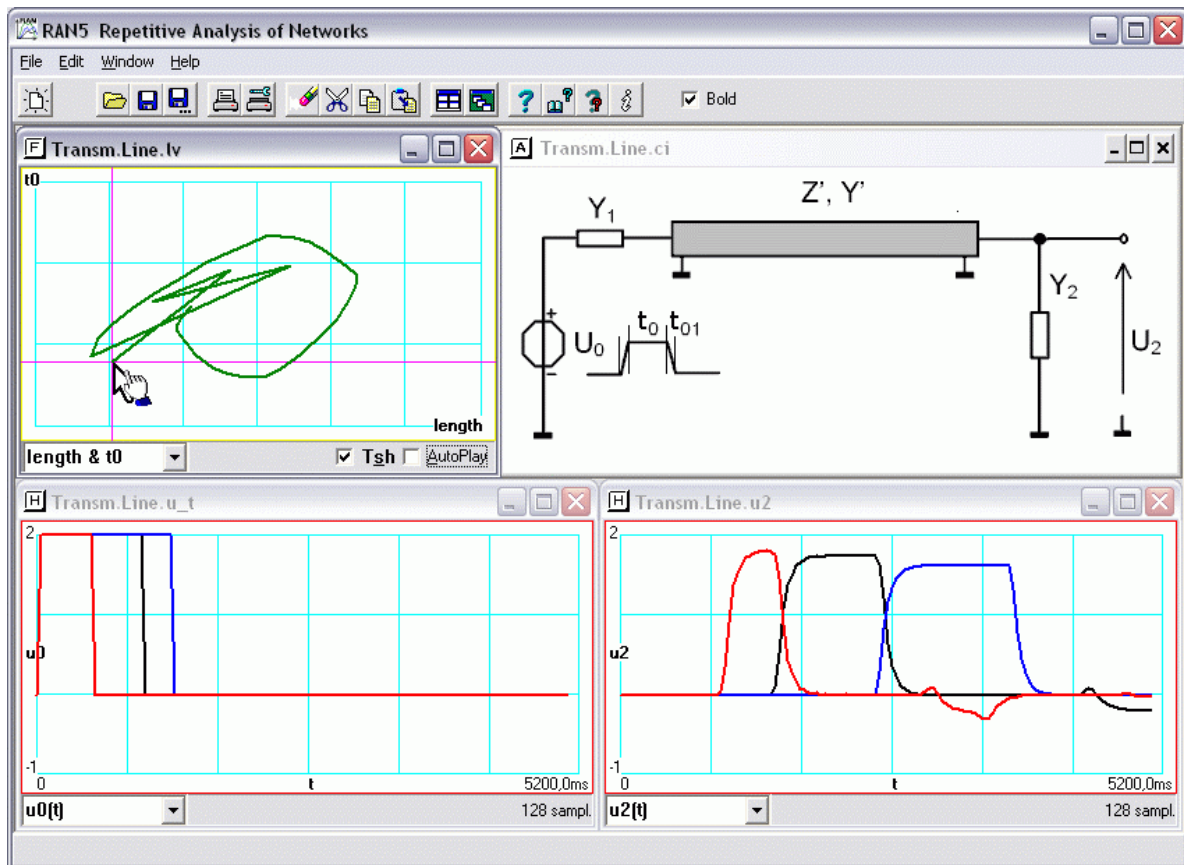 RAN5 Repetitive Analysis of Networks
File Edit Window Help
Bold
F Transm.Line.lv
t0
length
length & t0
Tsh AutoPlay
A Transm.Line.ci
Z', Y'
Y1
Y2
+
U0
−
t0 t01
U2
H Transm.Line.u_t
2
u0
-1
0 t 5200,0ms
u0(t) 128 sampl.
H Transm.Line.u2
2
u2
-1
0 t 5200,0ms
u2(t) 128 sampl.